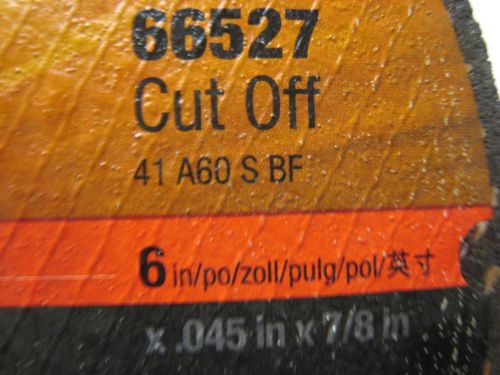 66527
Cut Off
41 A60 S BF
6 in/po/zoll/pulg/pol/英寸
x .045 in x 7/8 in